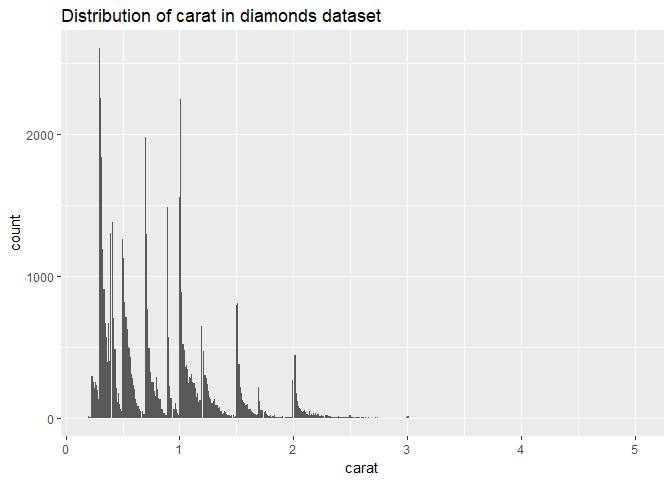 Distribution of carat in diamonds dataset
2000
1000
0
count
0 1 2 3 4 5
carat